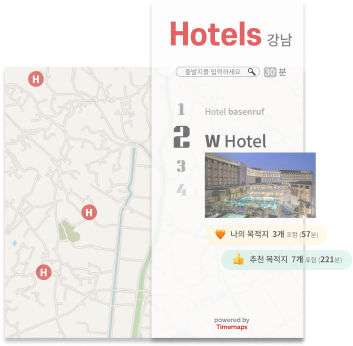 Hotels 강남
출발지를 입력하세요 30 분
1 Hotel basenruf
2 W Hotel
3
4
나의 목적지 3개 포함 (57분)
추천 목적지 7개 포함 (221분)
powered by
Timemaps
H
H
H